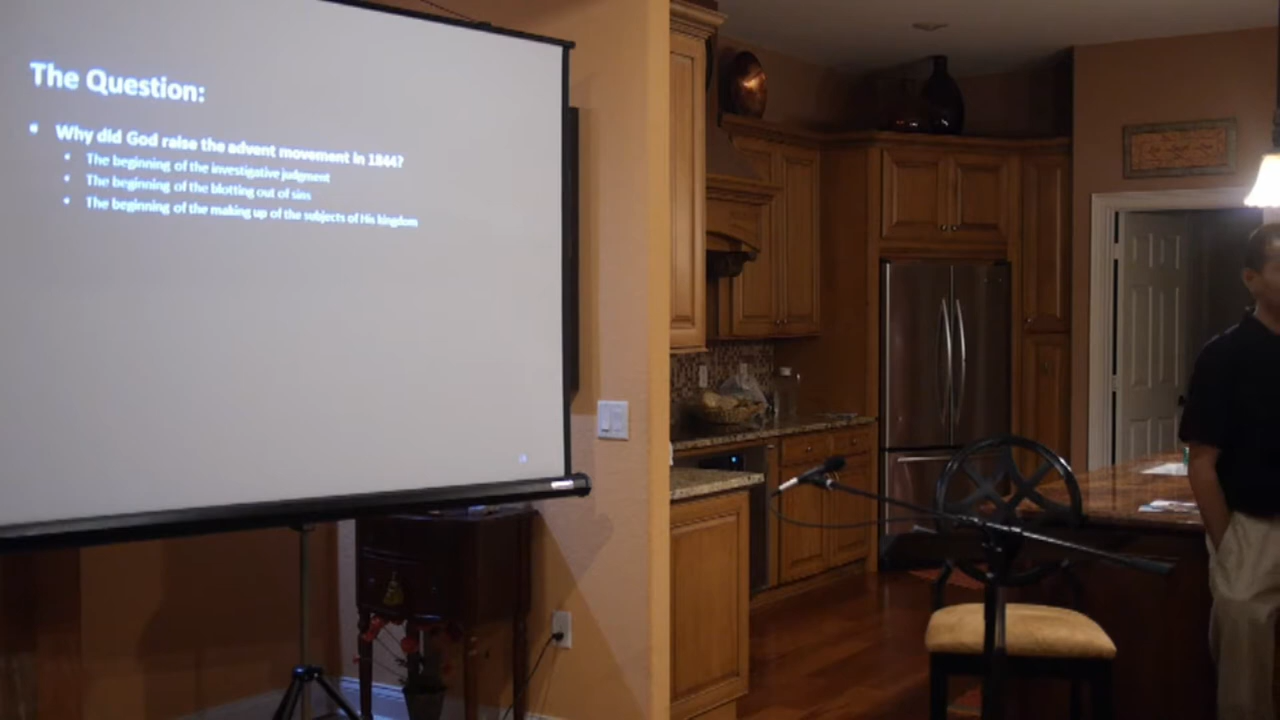 The Question:
• Why did God raise the advent movement in 1844?
• The beginning of the investigative judgment
• The beginning of the blotting out of sins
• The beginning of the making up of the subjects of His kingdom